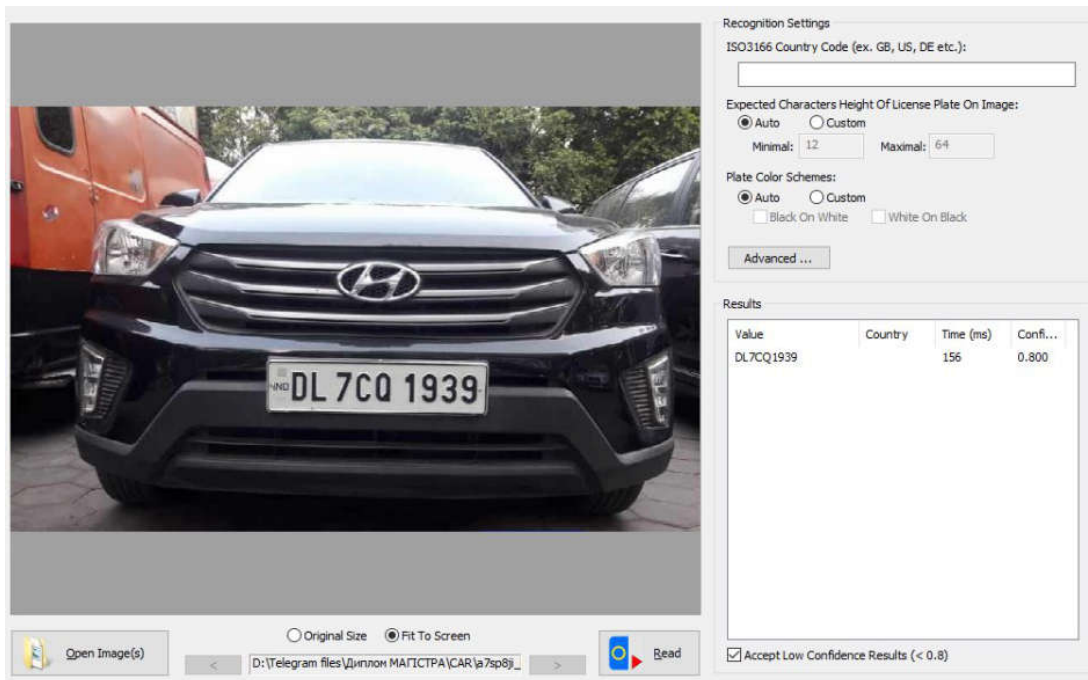 Recognition Settings
ISO3166 Country Code (ex. GB, US, DE etc.):
Expected Characters Height Of License Plate On Image:
Auto Custom
Minimal: 12 Maximal: 64
Plate Color Schemes:
Auto Custom
Black On White White On Black
Advanced ...
Results
Value Country Time (ms) Confi...
DL7CQ1939 156 0.800
IND DL 7CQ 1939
Original Size Fit To Screen
Open Image(s)
< D:\Telegram files\Диплом МАГІСТРА\CAR\a7sp8ji_ >
Read
Accept Low Confidence Results (< 0.8)